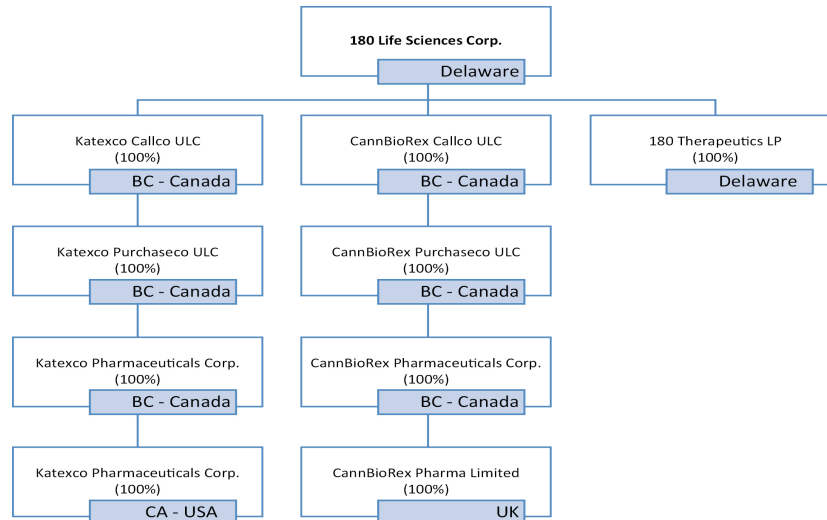 180 Life Sciences Corp.
Delaware
Katexco Callco ULC
(100%)
BC - Canada
CannBioRex Callco ULC
(100%)
BC - Canada
180 Therapeutics LP
(100%)
Delaware
Katexco Purchaseco ULC
(100%)
BC - Canada
CannBioRex Purchaseco ULC
(100%)
BC - Canada
Katexco Pharmaceuticals Corp.
(100%)
BC - Canada
CannBioRex Pharmaceuticals Corp.
(100%)
BC - Canada
Katexco Pharmaceuticals Corp.
(100%)
CA - USA
CannBioRex Pharma Limited
(100%)
UK